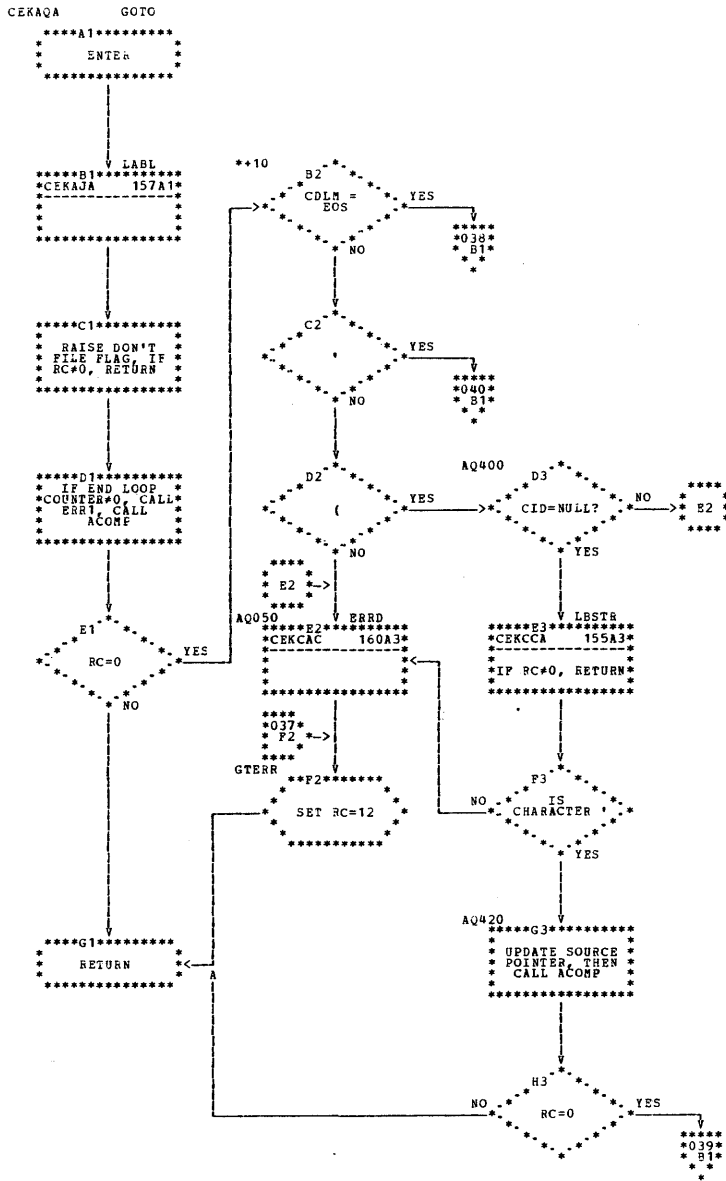 CEKAQA GOTO
A1
ENTER
LABL
B1
CEKAJA 157A1
C1
RAISE DON'T
FILE FLAG, IF
RC≠0, RETURN
D1
IF END LOOP
COUNTER≠0, CALL
ERR1, CALL
ACOMP
E1
RC=0
YES
NO
G1
RETURN
A
*+10
B2
CDLM =
EOS
YES
NO
038
B1
C2
'
YES
NO
040
B1
D2
(
YES
NO
E2
AQ050 ERRD
E2
CEKCAC 160A3
037
F2
GTERR
F2
SET RC=12
AQ400
D3
CID=NULL?
NO
YES
E2
LBSTR
E3
CEKCCA 155A3
IF RC≠0, RETURN
F3
IS
CHARACTER '
NO
YES
AQ420
G3
UPDATE SOURCE
POINTER, THEN
CALL ACOMP
H3
RC=0
NO
YES
039
B1